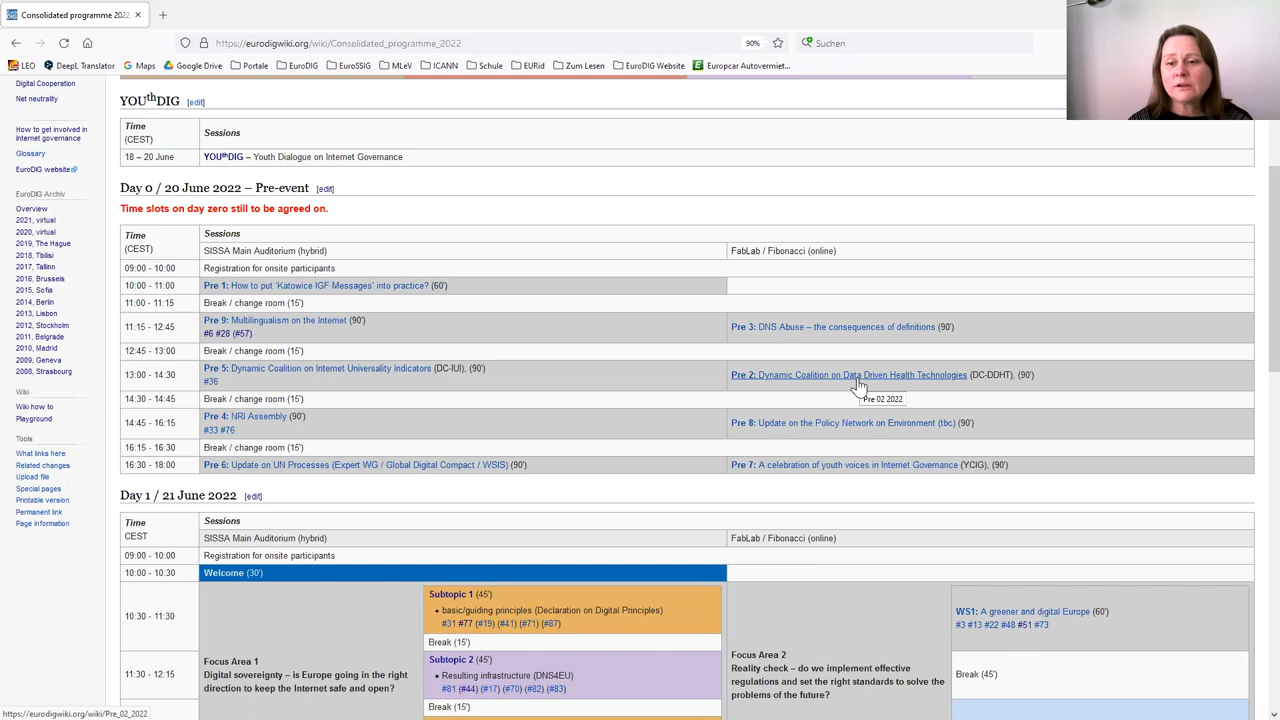 Consolidated programme 2022
https://eurodigwiki.org/wiki/Consolidated_programme_2022
90%
Suchen
LEO
DeepL Translator
Maps
Google Drive
Portale
EuroDIG
EuroSSIG
MLeV
ICANN
Schule
EURid
Zum Lesen
EuroDIG Website
Europcar Autovermiet...
Digital Cooperation
Net neutrality
How to get involved in
Internet governance
Glossary
EuroDIG website
EuroDIG Archiv
Overview
2021, virtual
2020, virtual
2019, The Hague
2018, Tbilisi
2017, Tallinn
2016, Brussels
2015, Sofia
2014, Berlin
2013, Lisbon
2012, Stockholm
2011, Belgrade
2010, Madrid
2009, Geneva
2008, Strasbourg
Wiki
Wiki how to
Playground
Tools
What links here
Related changes
Upload file
Special pages
Printable version
Permanent link
Page information
YOUthDIG [edit]
Time
(CEST)
Sessions
18 – 20 June
YOUthDIG – Youth Dialogue on Internet Governance
Day 0 / 20 June 2022 – Pre-event [edit]
Time slots on day zero still to be agreed on.
Time
(CEST)
Sessions
SISSA Main Auditorium (hybrid)
FabLab / Fibonacci (online)
09:00 - 10:00
Registration for onsite participants
10:00 - 11:00
Pre 1: How to put ‘Katowice IGF Messages’ into practice? (60')
11:00 - 11:15
Break / change room (15')
11:15 - 12:45
Pre 9: Multilingualism on the Internet (90')
#6 #28 (#57)
Pre 3: DNS Abuse – the consequences of definitions (90')
12:45 - 13:00
Break / change room (15')
13:00 - 14:30
Pre 5: Dynamic Coalition on Internet Universality Indicators (DC-IUI), (90')
#36
Pre 2: Dynamic Coalition on Data Driven Health Technologies (DC-DDHT), (90')
Pre 02 2022
14:30 - 14:45
Break / change room (15')
14:45 - 16:15
Pre 4: NRI Assembly (90')
#33 #76
Pre 8: Update on the Policy Network on Environment (tbc) (90')
16:15 - 16:30
Break / change room (15')
16:30 - 18:00
Pre 6: Update on UN Processes (Expert WG / Global Digital Compact / WSIS) (90')
Pre 7: A celebration of youth voices in Internet Governance (YCIG), (90')
Day 1 / 21 June 2022 [edit]
Time
CEST
Sessions
SISSA Main Auditorium (hybrid)
FabLab / Fibonacci (online)
09:00 - 10:00
Registration for onsite participants
10:00 - 10:30
Welcome (30')
10:30 - 11:30
Subtopic 1 (45')
• basic/guiding principles (Declaration on Digital Principles)
#31 #77 (#19) (#41) (#71) (#87)
Break (15')
WS1: A greener and digital Europe (60')
#3 #13 #22 #48 #51 #73
11:30 - 12:15
Focus Area 1
Digital sovereignty – is Europe going in the right
direction to keep the Internet safe and open?
Subtopic 2 (45')
• Resulting infrastructure (DNS4EU)
#81 (#44) (#17) (#70) (#82) (#83)
Break (15')
Focus Area 2
Reality check – do we implement effective
regulations and set the right standards to solve the
problems of the future?
Break (45')
https://eurodigwiki.org/wiki/Pre_02_2022